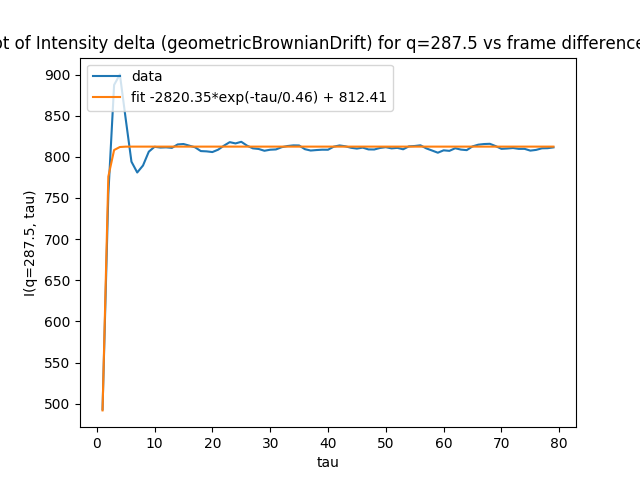 ot of Intensity delta (geometricBrownianDrift) for q=287.5 vs frame difference
data
fit -2820.35*exp(-tau/0.46) + 812.41
900
850
800
750
700
650
600
550
500
I(q=287.5, tau)
0 10 20 30 40 50 60 70 80
tau